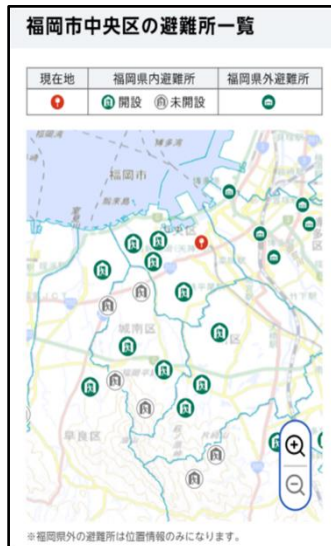 福岡市中央区の避難所一覧
現在地 福岡県内避難所 福岡県外避難所
開設 未開設
福岡市
中央区
城南区
早良区
※福岡県外の避難所は位置情報のみになります。